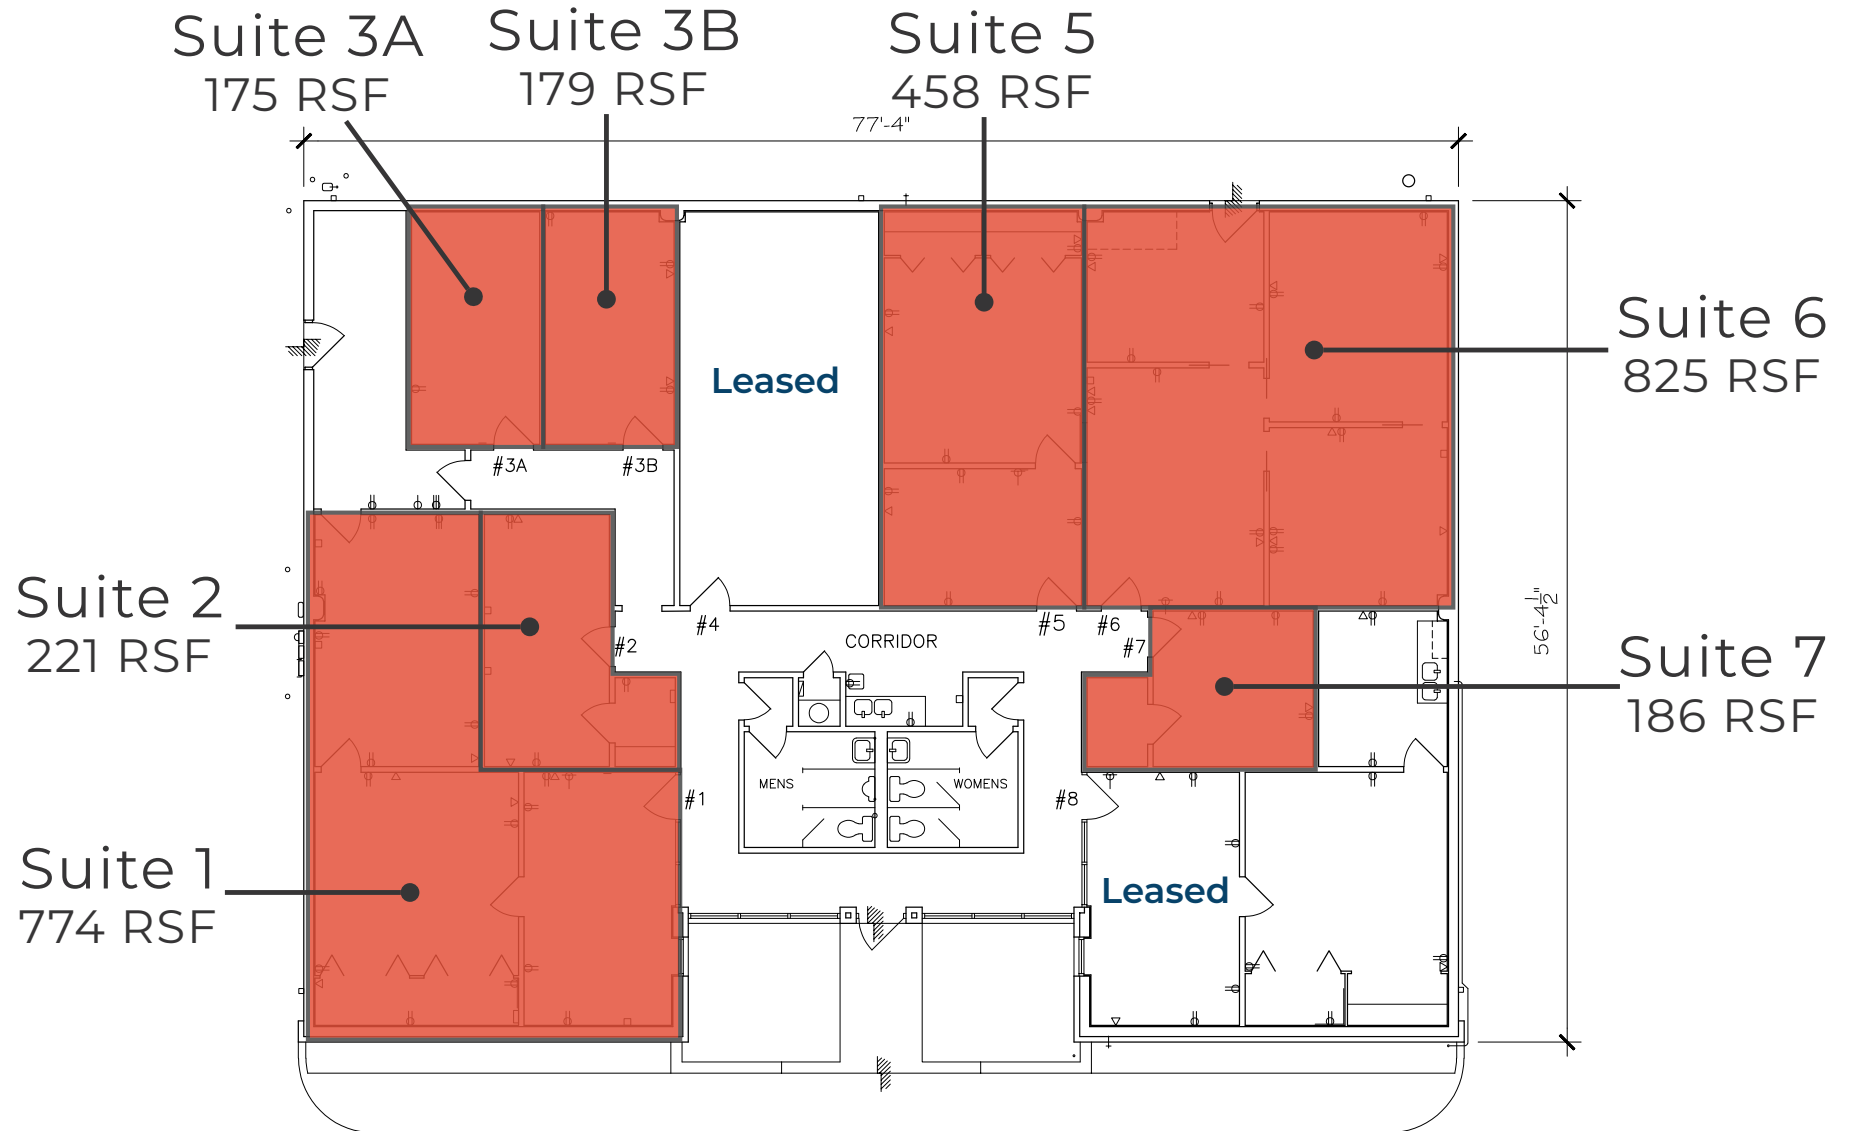 Suite 3A
175 RSF
Suite 3B
179 RSF
Suite 5
458 RSF
77'-4"
Suite 6
825 RSF
Leased
#3A
#3B
Suite 2
221 RSF
#2
#4
CORRIDOR
#5
#6
#7
56'-4 1/2"
Suite 7
186 RSF
#1
MENS
WOMENS
#8
Suite 1
774 RSF
Leased